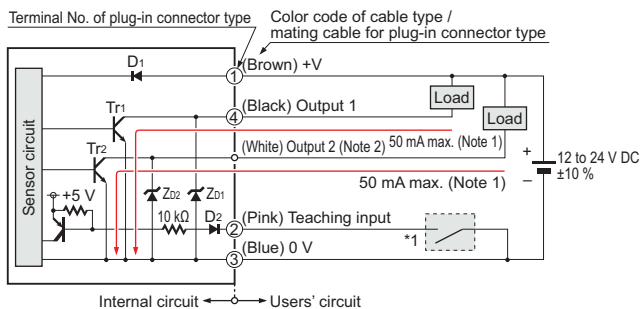 Terminal No. of plug-in connector type
Color code of cable type /
mating cable for plug-in connector type
D1
1 (Brown) +V
Tr1
4 (Black) Output 1
Load
Load
Tr2
(White) Output 2 (Note 2)
50 mA max. (Note 1)
Sensor circuit
+
12 to 24 V DC
±10 %
−
50 mA max. (Note 1)
+5 V
ZD2
ZD1
10 kΩ
D2
2 (Pink) Teaching input
*1
3 (Blue) 0 V
Internal circuit
Users' circuit